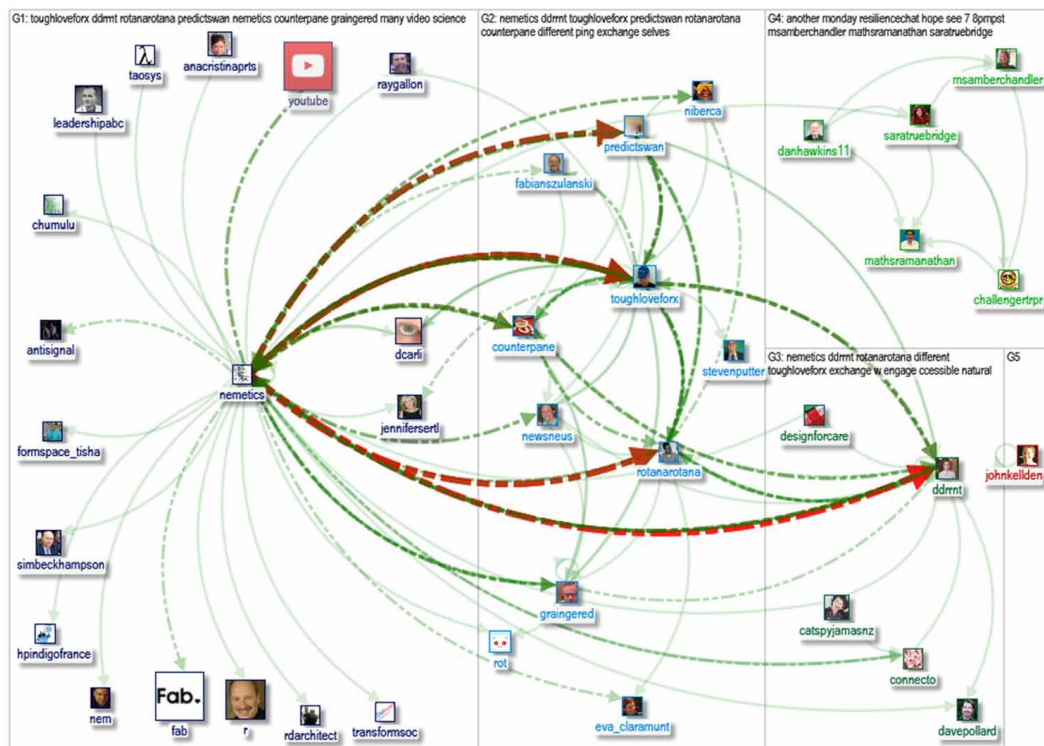 G1: toughloveforx ddrrnt rotanarotana predictswan nemetics counterpane graingered many video science
G2: nemetics ddrrnt toughloveforx predictswan rotanarotana
counterpane different ping exchange selves
G4: another monday resiliencechat hope see 7 8pmpst
msamberchandler mathsramanathan saratruebridge
taosys
anacristinaprts
youtube
raygallon
leadershipabc
niberca
predictswan
fabianszulanski
msamberchandler
saratruebridge
danhawkins11
chumulu
mathsramanathan
toughloveforx
challengertrpr
antisignal
dcarli
counterpane
stevenputter
G3: nemetics ddrrnt rotanarotana different
toughloveforx exchange w engage ccessible natural
G5
nemetics
jennifersertl
newsneus
designforcare
formspace_tisha
rotanarotana
ddrrnt
johnkellden
simbeckhampson
graingered
catspyjamasnz
hpindigofrance
rot
connecto
nem
Fab.
fab
r
rdarchitect
transformsoc
eva_claramunt
davepollard